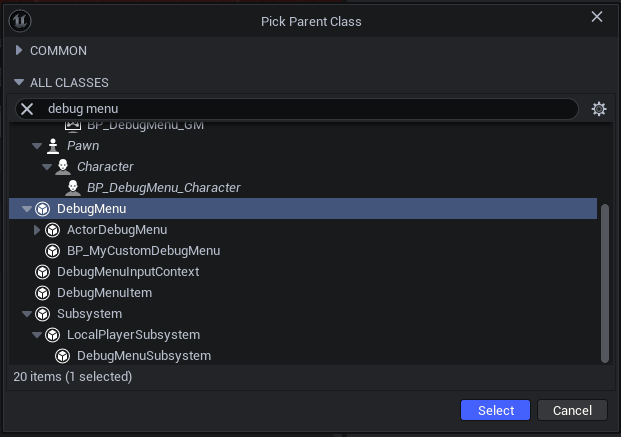 Pick Parent Class
COMMON
ALL CLASSES
debug menu
BP_DebugMenu_GM
Pawn
Character
BP_DebugMenu_Character
DebugMenu
ActorDebugMenu
BP_MyCustomDebugMenu
DebugMenuInputContext
DebugMenuItem
Subsystem
LocalPlayerSubsystem
DebugMenuSubsystem
20 items (1 selected)
Select Cancel